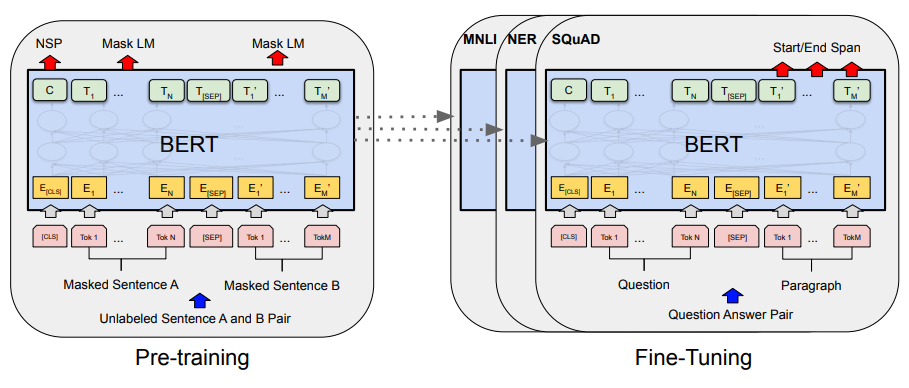 NSP Mask LM Mask LM
C T1 ... TN T[SEP] T1' ... TM'
BERT
E[CLS] E1 ... EN E[SEP] E1' ... EM'
[CLS] Tok 1 ... Tok N [SEP] Tok 1 ... TokM
Masked Sentence A Masked Sentence B
Unlabeled Sentence A and B Pair
Pre-training
MNLI NER SQuAD
Start/End Span
C T1 ... TN T[SEP] T1' ... TM'
BERT
E[CLS] E1 ... EN E[SEP] E1' ... EM'
[CLS] Tok 1 ... Tok N [SEP] Tok 1 ... TokM
Question Paragraph
Question Answer Pair
Fine-Tuning